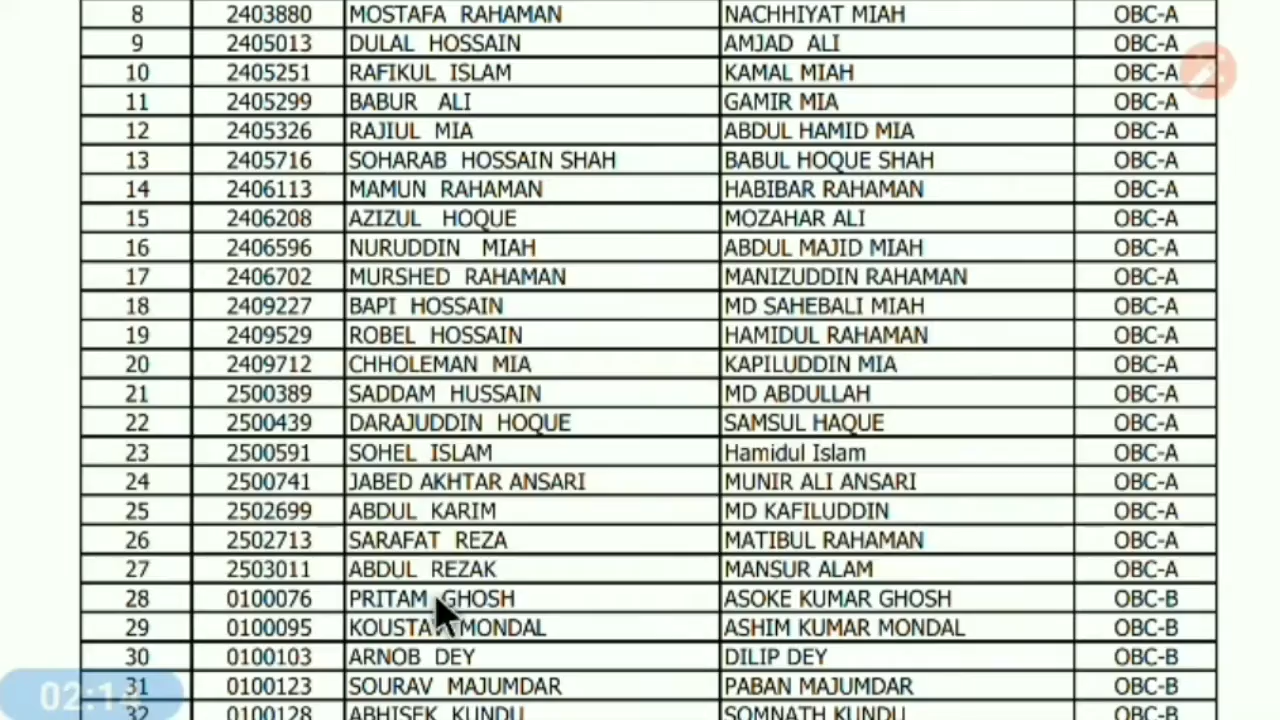 8 2403880 MOSTAFA RAHAMAN NACHHIYAT MIAH OBC-A
9 2405013 DULAL HOSSAIN AMJAD ALI OBC-A
10 2405251 RAFIKUL ISLAM KAMAL MIAH OBC-A
11 2405299 BABUR ALI GAMIR MIA OBC-A
12 2405326 RAJIUL MIA ABDUL HAMID MIA OBC-A
13 2405716 SOHARAB HOSSAIN SHAH BABUL HOQUE SHAH OBC-A
14 2406113 MAMUN RAHAMAN HABIBAR RAHAMAN OBC-A
15 2406208 AZIZUL HOQUE MOZAHAR ALI OBC-A
16 2406596 NURUDDIN MIAH ABDUL MAJID MIAH OBC-A
17 2406702 MURSHED RAHAMAN MANIZUDDIN RAHAMAN OBC-A
18 2409227 BAPI HOSSAIN MD SAHEBALI MIAH OBC-A
19 2409529 ROBEL HOSSAIN HAMIDUL RAHAMAN OBC-A
20 2409712 CHHOLEMAN MIA KAPILUDDIN MIA OBC-A
21 2500389 SADDAM HUSSAIN MD ABDULLAH OBC-A
22 2500439 DARAJUDDIN HOQUE SAMSUL HAQUE OBC-A
23 2500591 SOHEL ISLAM Hamidul Islam OBC-A
24 2500741 JABED AKHTAR ANSARI MUNIR ALI ANSARI OBC-A
25 2502699 ABDUL KARIM MD KAFILUDDIN OBC-A
26 2502713 SARAFAT REZA MATIBUL RAHAMAN OBC-A
27 2503011 ABDUL REZAK MANSUR ALAM OBC-A
28 0100076 PRITAM GHOSH ASOKE KUMAR GHOSH OBC-B
29 0100095 MONDAL ASHIM KUMAR MONDAL OBC-B
30 0100103 ARNOB DEY DILIP DEY OBC-B
31 0100123 SOURAV MAJUMDAR PABAN MAJUMDAR OBC-B
32 0100128 ABHISEK KUNDU SOMNATH KUNDU OBC-B